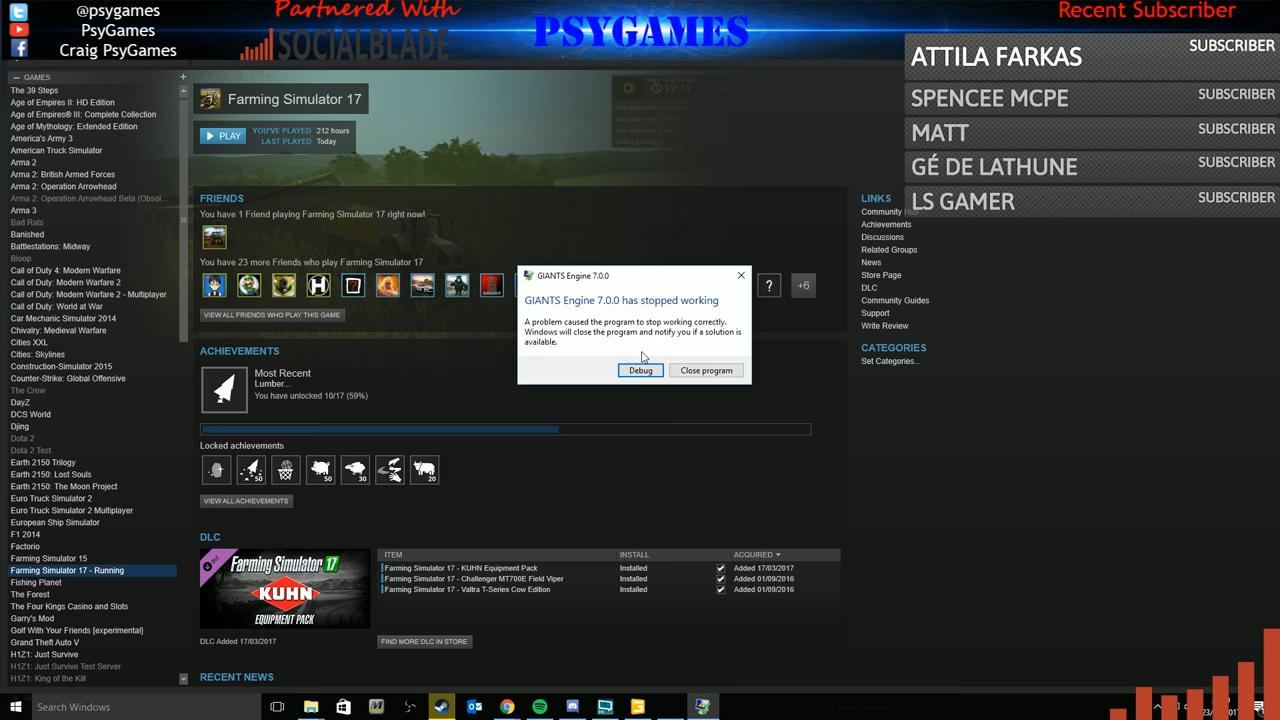 @psygames
PsyGames
Craig PsyGames
Partnered With
SOCIALBLADE
PSYGAMES
Recent Subscriber
ATTILA FARKAS SUBSCRIBER
SPENCEE MCPE SUBSCRIBER
MATT SUBSCRIBER
GÉ DE LATHUNE SUBSCRIBER
LS GAMER SUBSCRIBER
GAMES
The 39 Steps
Age of Empires II: HD Edition
Age of Empires® III: Complete Collection
Age of Mythology: Extended Edition
America's Army 3
American Truck Simulator
Arma 2
Arma 2: British Armed Forces
Arma 2: Operation Arrowhead
Arma 2: Operation Arrowhead Beta (Obsol...
Arma 3
Bad Rats
Banished
Battlestations: Midway
Bloop
Call of Duty 4: Modern Warfare
Call of Duty: Modern Warfare 2
Call of Duty: Modern Warfare 2 - Multiplayer
Call of Duty: World at War
Car Mechanic Simulator 2014
Chivalry: Medieval Warfare
Cities XXL
Cities: Skylines
Construction-Simulator 2015
Counter-Strike: Global Offensive
The Crew
DayZ
DCS World
Djing
Dota 2
Dota 2 Test
Earth 2150 Trilogy
Earth 2150: Lost Souls
Earth 2150: The Moon Project
Euro Truck Simulator 2
Euro Truck Simulator 2 Multiplayer
European Ship Simulator
F1 2014
Factorio
Farming Simulator 15
Farming Simulator 17 - Running
Fishing Planet
The Forest
The Four Kings Casino and Slots
Garry's Mod
Golf With Your Friends [experimental]
Grand Theft Auto V
H1Z1: Just Survive
H1Z1: Just Survive Test Server
H1Z1: King of the Kill
Farming Simulator 17
PLAY
YOU'VE PLAYED 212 hours
LAST PLAYED Today
17:11
FRIENDS
You have 1 Friend playing Farming Simulator 17 right now!
You have 23 more Friends who play Farming Simulator 17
+6
VIEW ALL FRIENDS WHO PLAY THIS GAME
ACHIEVEMENTS
Most Recent
Lumber...
You have unlocked 10/17 (59%)
Locked achievements
50
50
30
20
VIEW ALL ACHIEVEMENTS
DLC
Farming Simulator 17
KUHN
EQUIPMENT PACK
DLC Added 17/03/2017
ITEM INSTALL ACQUIRED
Farming Simulator 17 - KUHN Equipment Pack Installed Added 17/03/2017
Farming Simulator 17 - Challenger MT700E Field Viper Installed Added 01/09/2016
Farming Simulator 17 - Valtra T-Series Cow Edition Installed Added 01/09/2016
FIND MORE DLC IN STORE
RECENT NEWS
LINKS
Community Hub
Achievements
Discussions
Related Groups
News
Store Page
DLC
Community Guides
Support
Write Review
CATEGORIES
Set Categories...
GIANTS Engine 7.0.0
GIANTS Engine 7.0.0 has stopped working
A problem caused the program to stop working correctly.
Windows will close the program and notify you if a solution is
available.
Debug
Close program
Search Windows